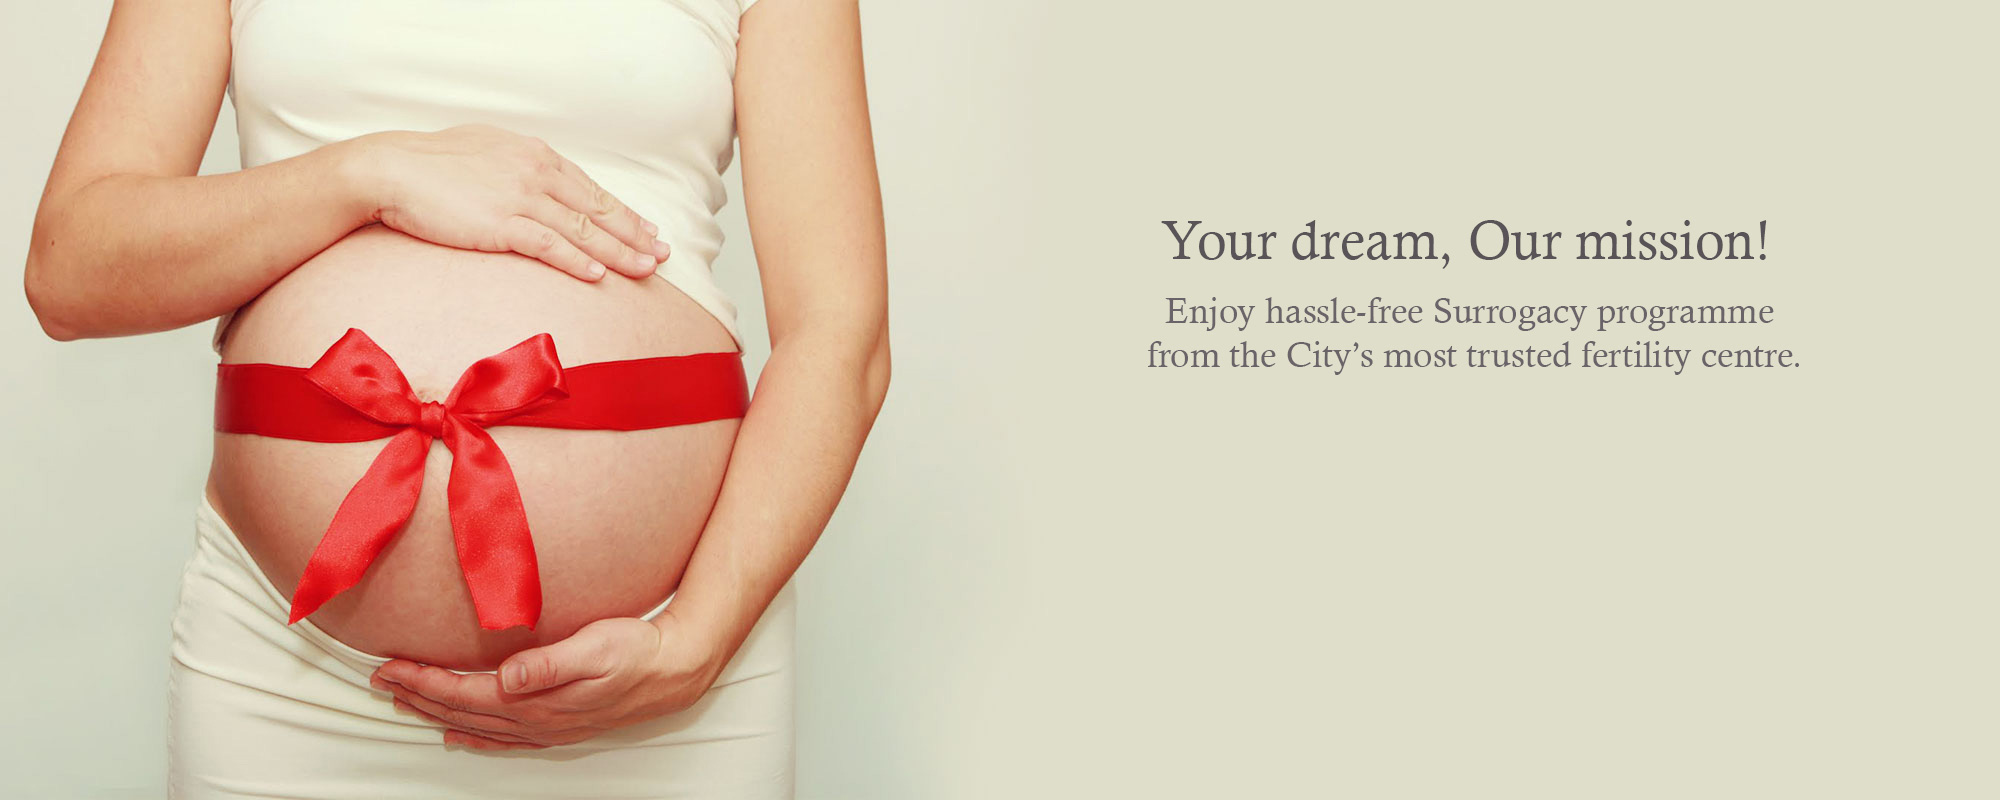 Your dream, Our mission!
Enjoy hassle-free Surrogacy programme
from the City’s most trusted fertility centre.